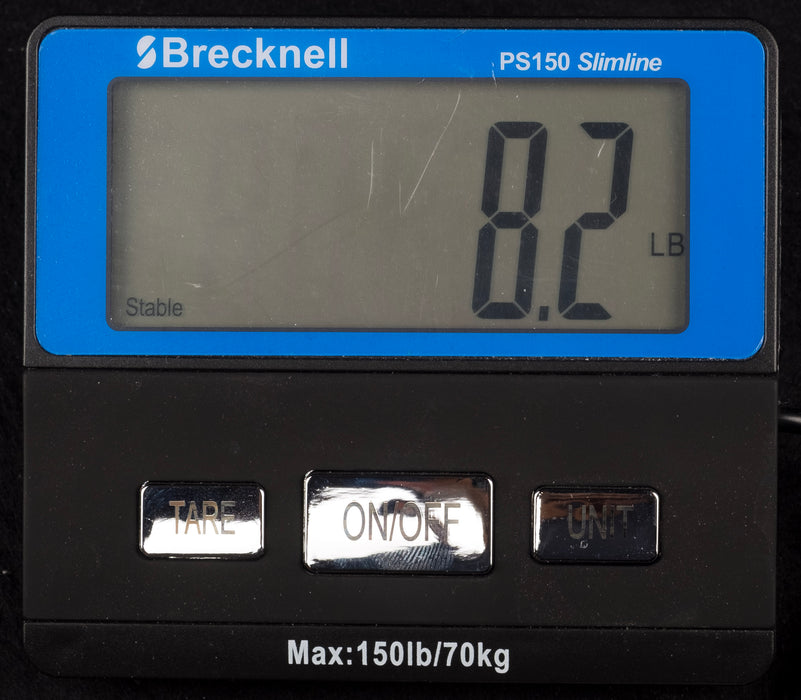 Brecknell
PS150 Slimline
8.2
LB
Stable
TARE
ON/OFF
UNIT
Max:150lb/70kg